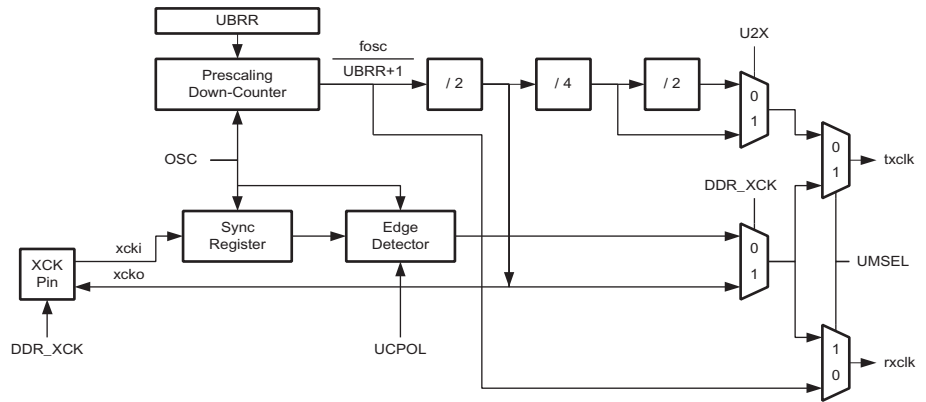 UBRR
Prescaling
Down-Counter
fosc
UBRR+1
/ 2
/ 4
/ 2
U2X
0
1
OSC
0
1
txclk
DDR_XCK
Sync
Register
Edge
Detector
0
1
xcki
xcko
XCK
Pin
UMSEL
DDR_XCK
UCPOL
1
0
rxclk